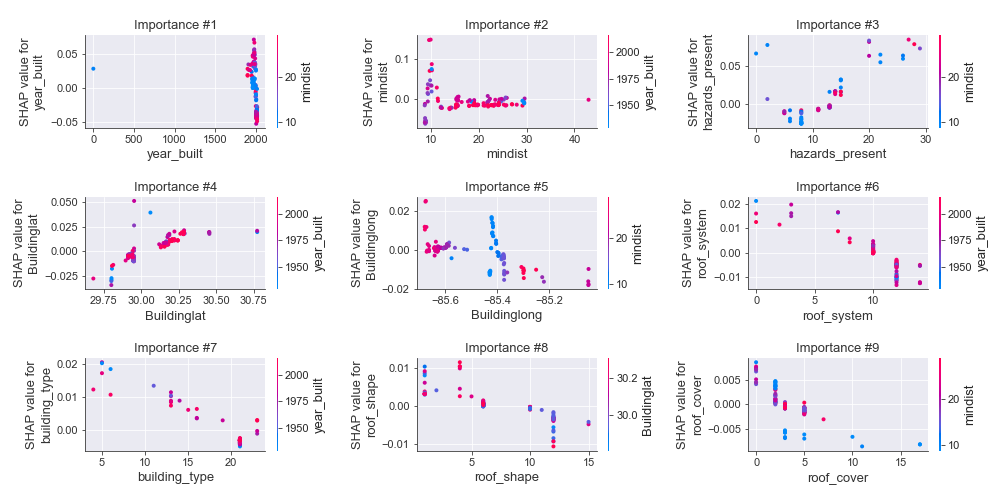 Importance #1
Importance #2
Importance #3
SHAP value for
year_built
0.05
0.00
−0.05
0
500
1000
1500
2000
year_built
20
10
mindist
SHAP value for
mindist
0.1
0.0
10
20
30
40
mindist
2000
1975
1950
year_built
SHAP value for
hazards_present
0.05
0.00
0
10
20
30
hazards_present
20
10
mindist
Importance #4
Importance #5
Importance #6
SHAP value for
Buildinglat
0.050
0.025
0.000
−0.025
29.75
30.00
30.25
30.50
30.75
Buildinglat
2000
1975
1950
year_built
SHAP value for
Buildinglong
0.02
0.00
−0.02
−85.6
−85.4
−85.2
Buildinglong
20
10
mindist
SHAP value for
roof_system
0.02
0.01
0.00
−0.01
0
5
10
roof_system
2000
1975
1950
year_built
Importance #7
Importance #8
Importance #9
SHAP value for
building_type
0.02
0.01
0.00
5
10
15
20
building_type
2000
1975
1950
year_built
SHAP value for
roof_shape
0.01
0.00
−0.01
5
10
15
roof_shape
30.2
30.0
Buildinglat
SHAP value for
roof_cover
0.005
0.000
−0.005
0
5
10
15
roof_cover
20
10
mindist